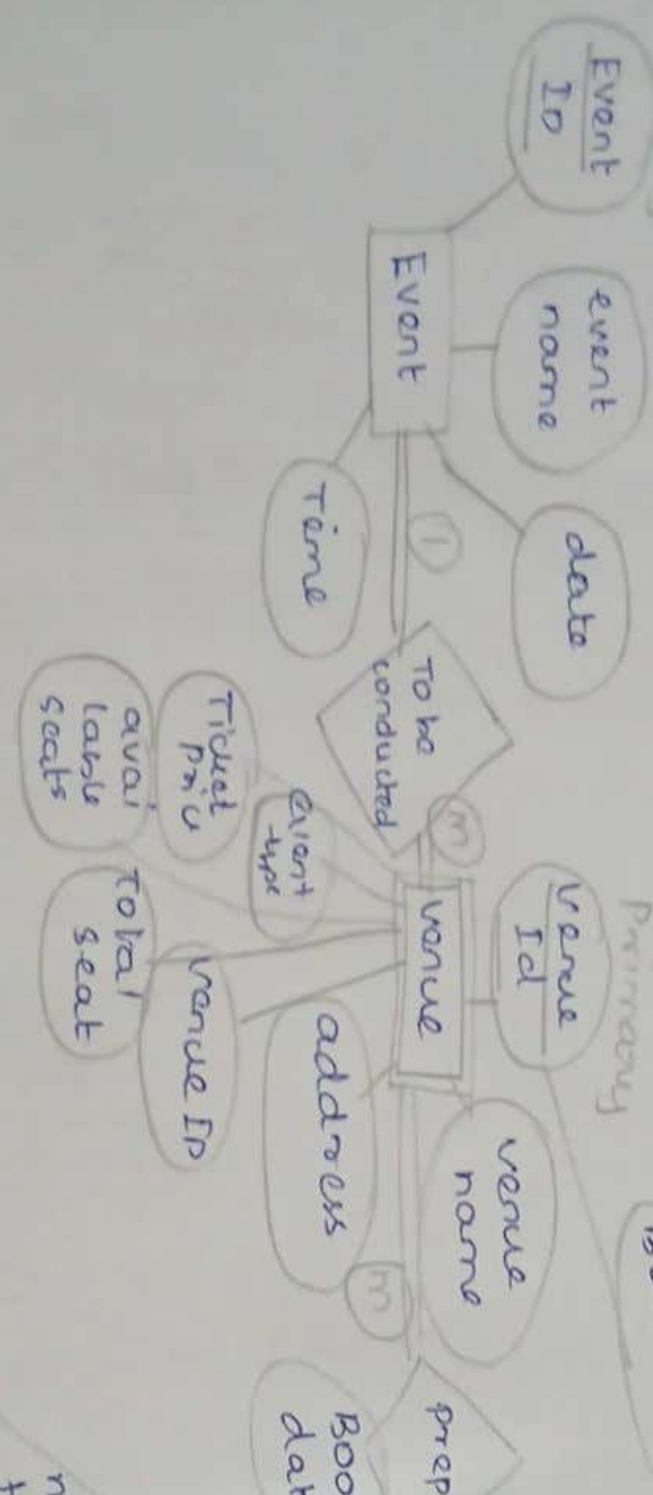 Event
ID
event
name
date
Event
1
Time
To be
conducted
m
Venue
Id
Primary
venue
venue
name
Ticket
avai
lable
seats
event
type
Total
seat
venue ID
address
m
prep
Boo
dat